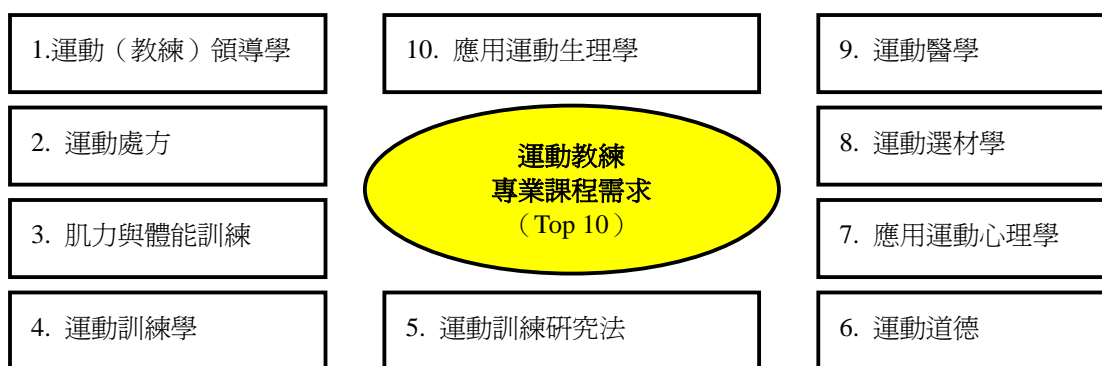 1.運動（教練）領導學
10. 應用運動生理學
9. 運動醫學
2. 運動處方
運動教練
專業課程需求
（Top 10）
8. 運動選材學
3. 肌力與體能訓練
7. 應用運動心理學
4. 運動訓練學
5. 運動訓練研究法
6. 運動道德